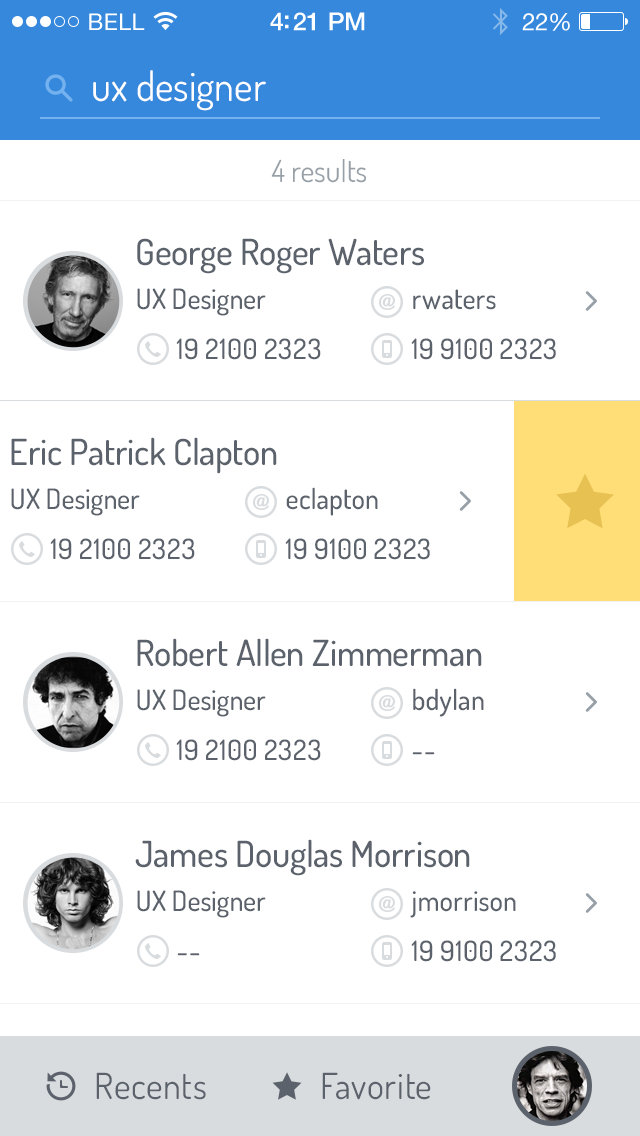 BELL 4:21 PM 22%
ux designer
4 results
George Roger Waters
UX Designer @ rwaters
19 2100 2323 19 9100 2323
Eric Patrick Clapton
UX Designer @ eclapton
19 2100 2323 19 9100 2323
Robert Allen Zimmerman
UX Designer @ bdylan
19 2100 2323 --
James Douglas Morrison
UX Designer @ jmorrison
-- 19 9100 2323
Recents Favorite